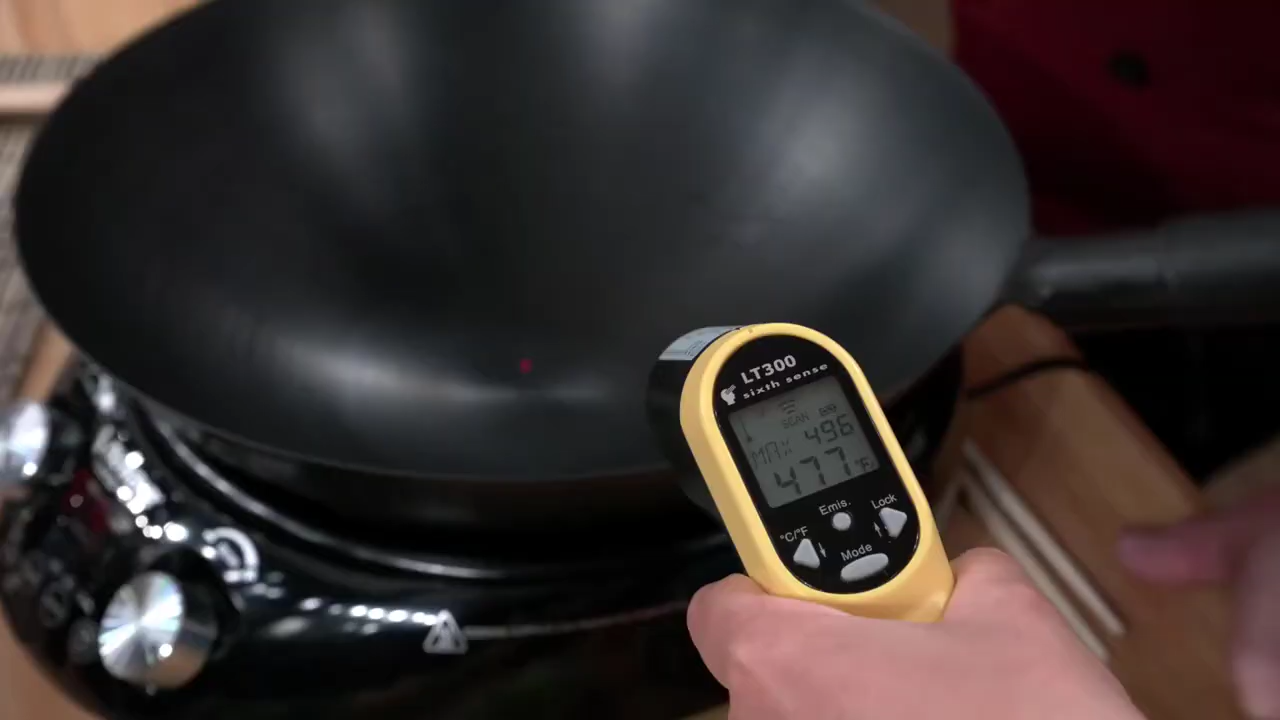 LT300
sixth sense
SCAN
MAX 496
477°F
Emis.
Lock
°C/°F
Mode